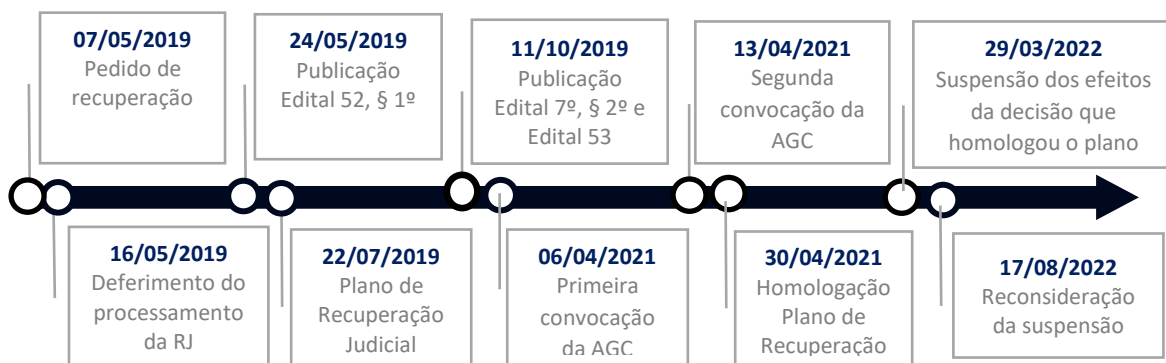 07/05/2019
Pedido de
recuperação
24/05/2019
Publicação
Edital 52, § 1º
11/10/2019
Publicação
Edital 7º, § 2º e
Edital 53
13/04/2021
Segunda
convocação da
AGC
29/03/2022
Suspensão dos efeitos
da decisão que
homologou o plano
16/05/2019
Deferimento do
processamento
da RJ
22/07/2019
Plano de
Recuperação
Judicial
06/04/2021
Primeira
convocação
da AGC
30/04/2021
Homologação
Plano de
Recuperação
17/08/2022
Reconsideração
da suspensão